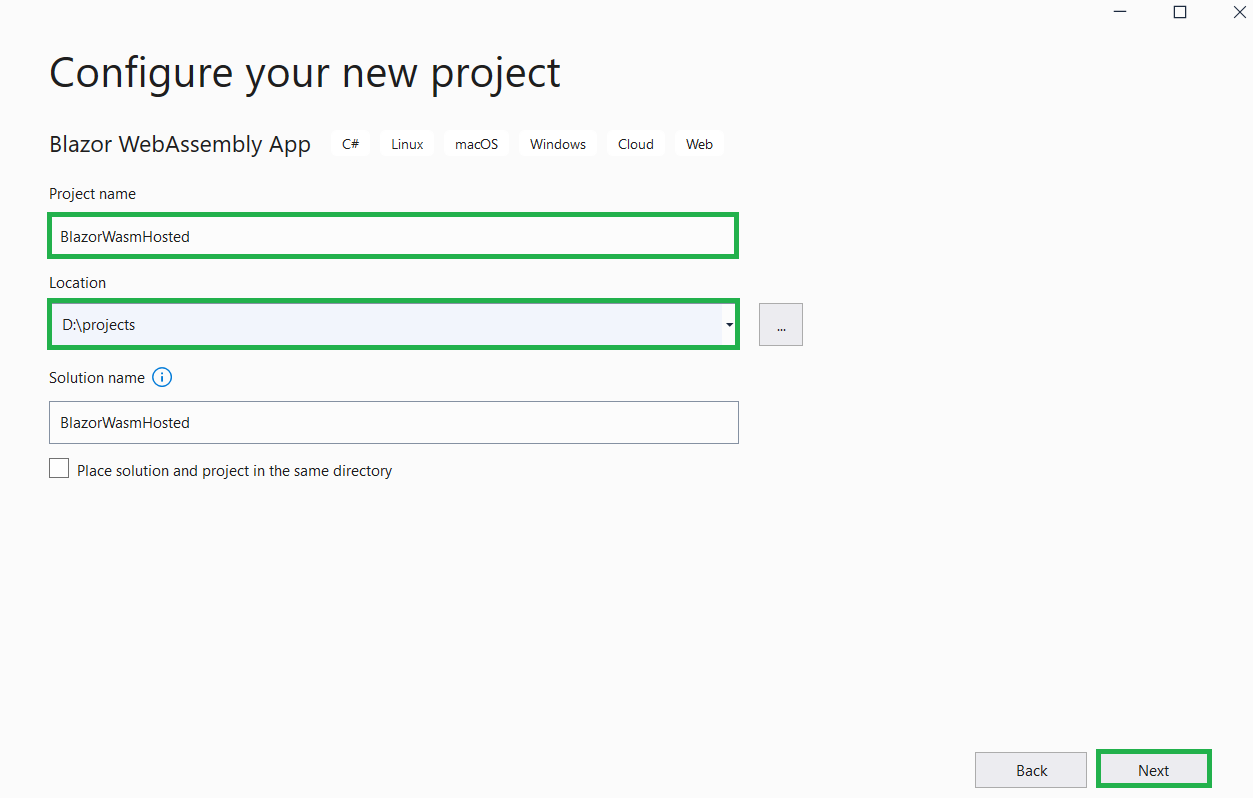 Configure your new project
Blazor WebAssembly App C# Linux macOS Windows Cloud Web
Project name
BlazorWasmHosted
Location
D:\projects
...
Solution name
BlazorWasmHosted
Place solution and project in the same directory
Back Next